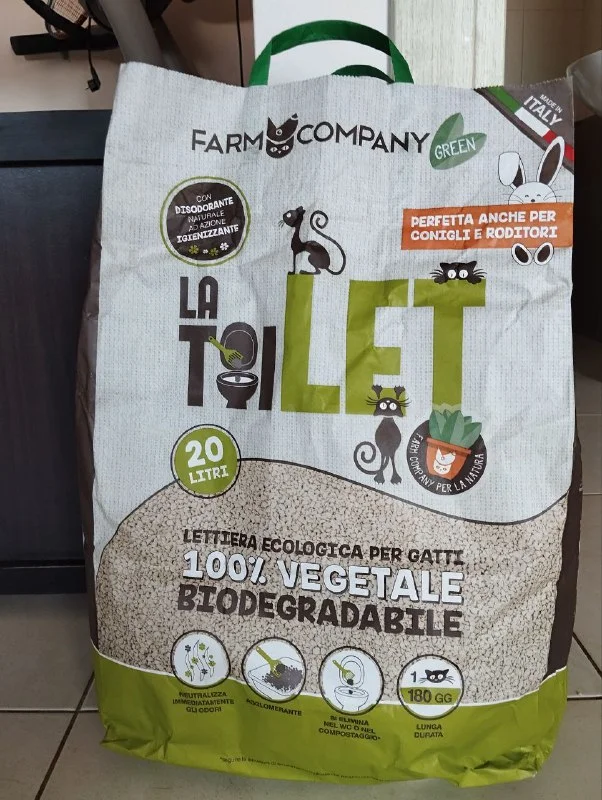 FARM COMPANY
GREEN
MADE IN
ITALY
CON
DISODORANTE
NATURALE
AD AZIONE
IGIENIZZANTE
PERFETTA ANCHE PER
CONIGLI E RODITORI
LA
TOILET
FARM COMPANY PER LA NATURA
20
LITRI
LETTIERA ECOLOGICA PER GATTI
100% VEGETALE
BIODEGRADABILE
NEUTRALIZZA
IMMEDIATAMENTE
GLI ODORI
AGGLOMERANTE
SI ELIMINA
NEL WC O NEL
COMPOSTAGGIO*
1
180 GG
LUNGA
DURATA